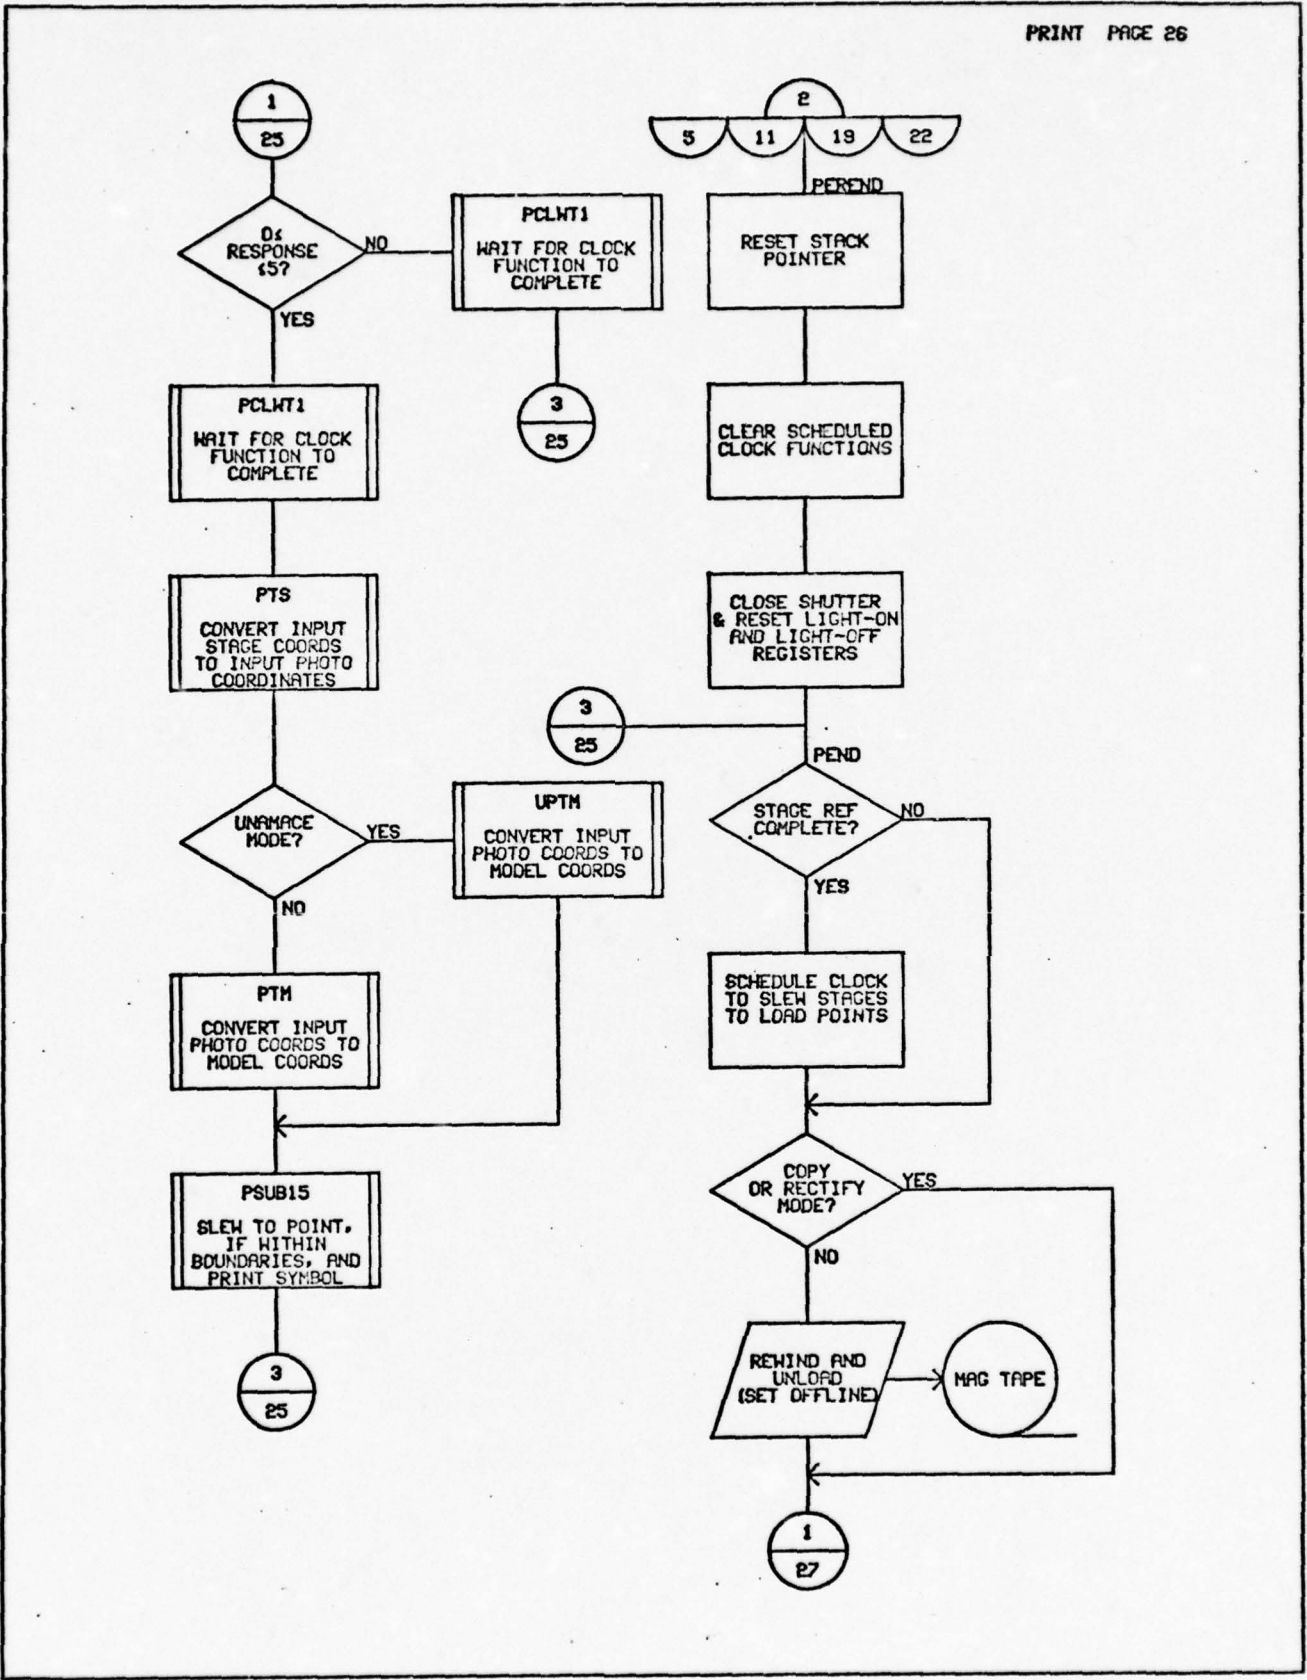 PRINT PAGE 26
1
25
0≤
RESPONSE
≤5?
NO
YES
PCLWT1
WAIT FOR CLOCK
FUNCTION TO
COMPLETE
3
25
PCLWT1
WAIT FOR CLOCK
FUNCTION TO
COMPLETE
PTS
CONVERT INPUT
STAGE COORDS
TO INPUT PHOTO
COORDINATES
UNAMACE
MODE?
YES
NO
UPTM
CONVERT INPUT
PHOTO COORDS TO
MODEL COORDS
PTM
CONVERT INPUT
PHOTO COORDS TO
MODEL COORDS
PSUB15
SLEW TO POINT,
IF WITHIN
BOUNDARIES, AND
PRINT SYMBOL
3
25
2
5 11 19 22
PEREND
RESET STACK
POINTER
CLEAR SCHEDULED
CLOCK FUNCTIONS
CLOSE SHUTTER
& RESET LIGHT-ON
AND LIGHT-OFF
REGISTERS
3
25
PEND
STAGE REF
COMPLETE?
NO
YES
SCHEDULE CLOCK
TO SLEW STAGES
TO LOAD POINTS
COPY
OR RECTIFY
MODE?
YES
NO
REWIND AND
UNLOAD
(SET OFFLINE)
MAG TAPE
1
27